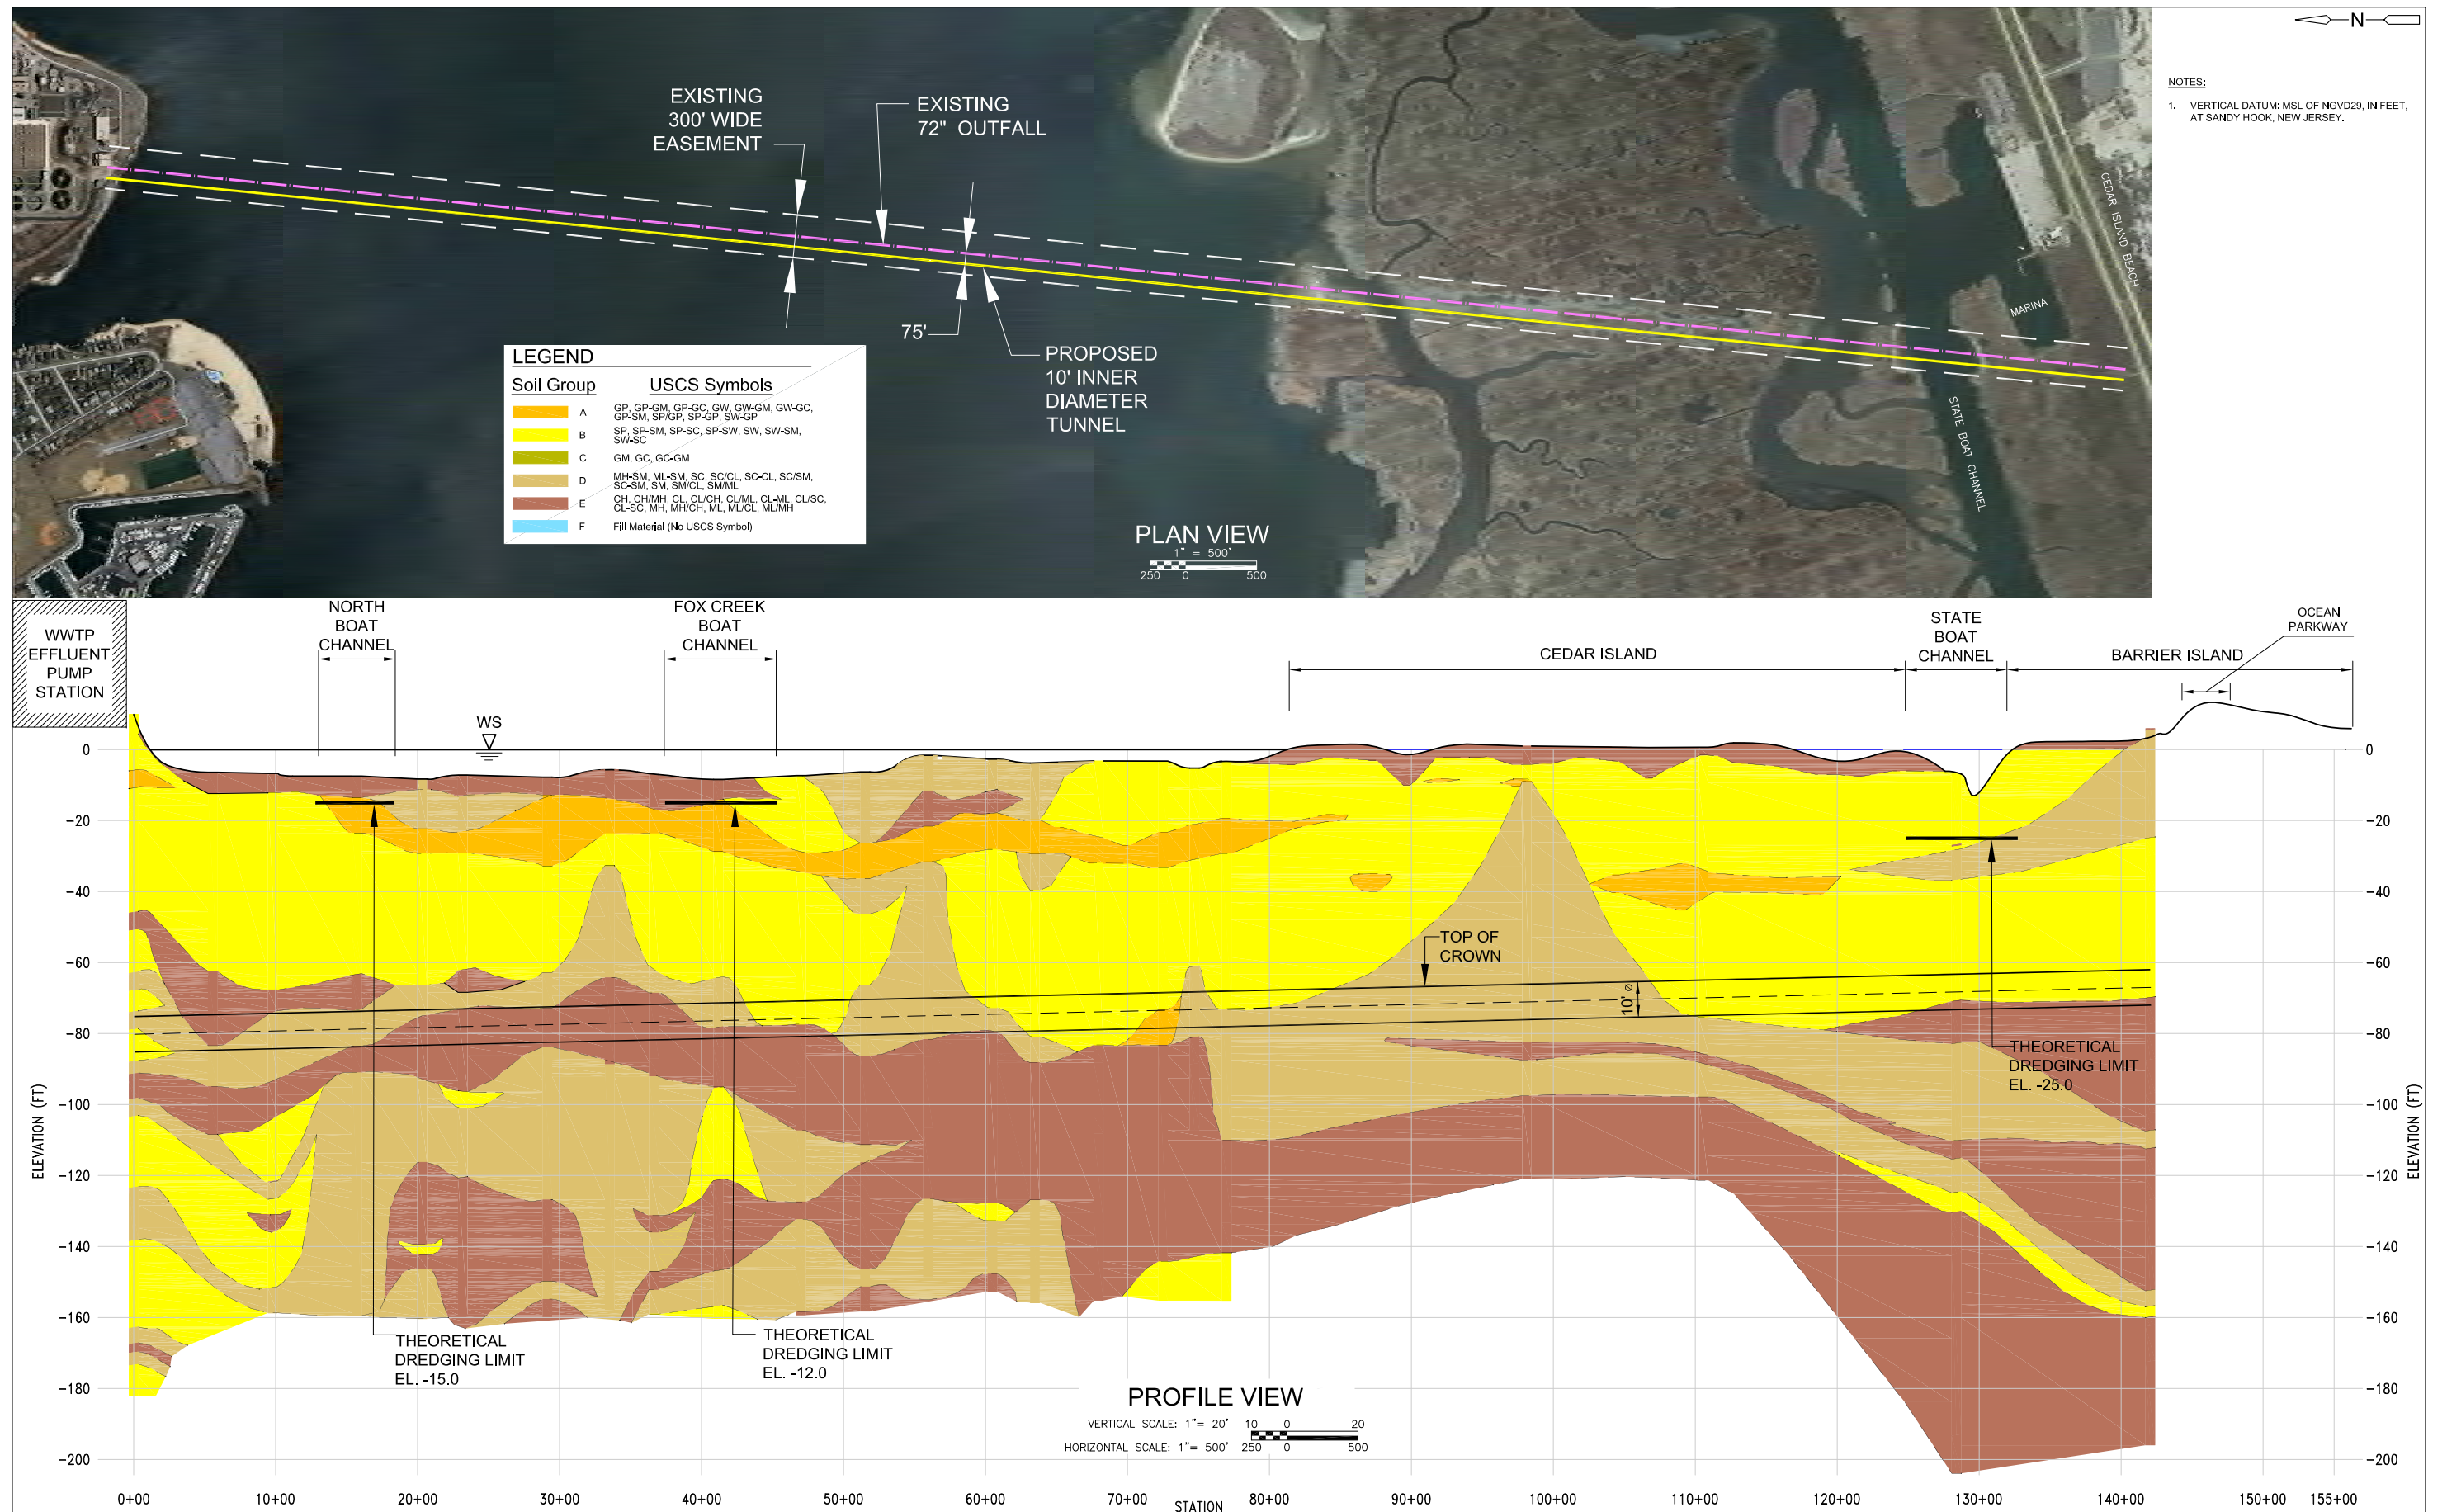 N
NOTES:
1. VERTICAL DATUM: MSL OF NGVD29, IN FEET,
AT SANDY HOOK, NEW JERSEY.
EXISTING
300' WIDE
EASEMENT
EXISTING
72" OUTFALL
75'
PROPOSED
10' INNER
DIAMETER
TUNNEL
CEDAR ISLAND BEACH
MARINA
STATE BOAT CHANNEL
LEGEND
Soil Group USCS Symbols
A GP, GP-GM, GP-GC, GW, GW-GM, GW-GC,
GP-SM, SP/GP, SP-GP, SW-GP
B SP, SP-SM, SP-SC, SP-SW, SW, SW-SM,
SW-SC
C GM, GC, GC-GM
D MH-SM, ML-SM, SC, SC/CL, SC-CL, SC/SM,
SC-SM, SM, SM/CL, SM/ML
E CH, CH/MH, CL, CL/CH, CL/ML, CL-ML, CL/SC,
CL-SC, MH, MH/CH, ML, ML/CL, ML/MH
F Fill Material (No USCS Symbol)
PLAN VIEW
1" = 500'
250 0 500
WWTP
EFFLUENT
PUMP
STATION
NORTH
BOAT
CHANNEL
FOX CREEK
BOAT
CHANNEL
CEDAR ISLAND
STATE
BOAT
CHANNEL
BARRIER ISLAND
OCEAN
PARKWAY
WS
0
-20
-40
-60
-80
-100
-120
-140
-160
-180
-200
ELEVATION (FT)
TOP OF
CROWN
10' ø
THEORETICAL
DREDGING LIMIT
EL. -25.0
THEORETICAL
DREDGING LIMIT
EL. -15.0
THEORETICAL
DREDGING LIMIT
EL. -12.0
0
-20
-40
-60
-80
-100
-120
-140
-160
-180
-200
ELEVATION (FT)
PROFILE VIEW
VERTICAL SCALE: 1"= 20' 10 0 20
HORIZONTAL SCALE: 1"= 500' 250 0 500
0+00 10+00 20+00 30+00 40+00 50+00 60+00 70+00 80+00 90+00 100+00 110+00 120+00 130+00 140+00 150+00 155+00
STATION